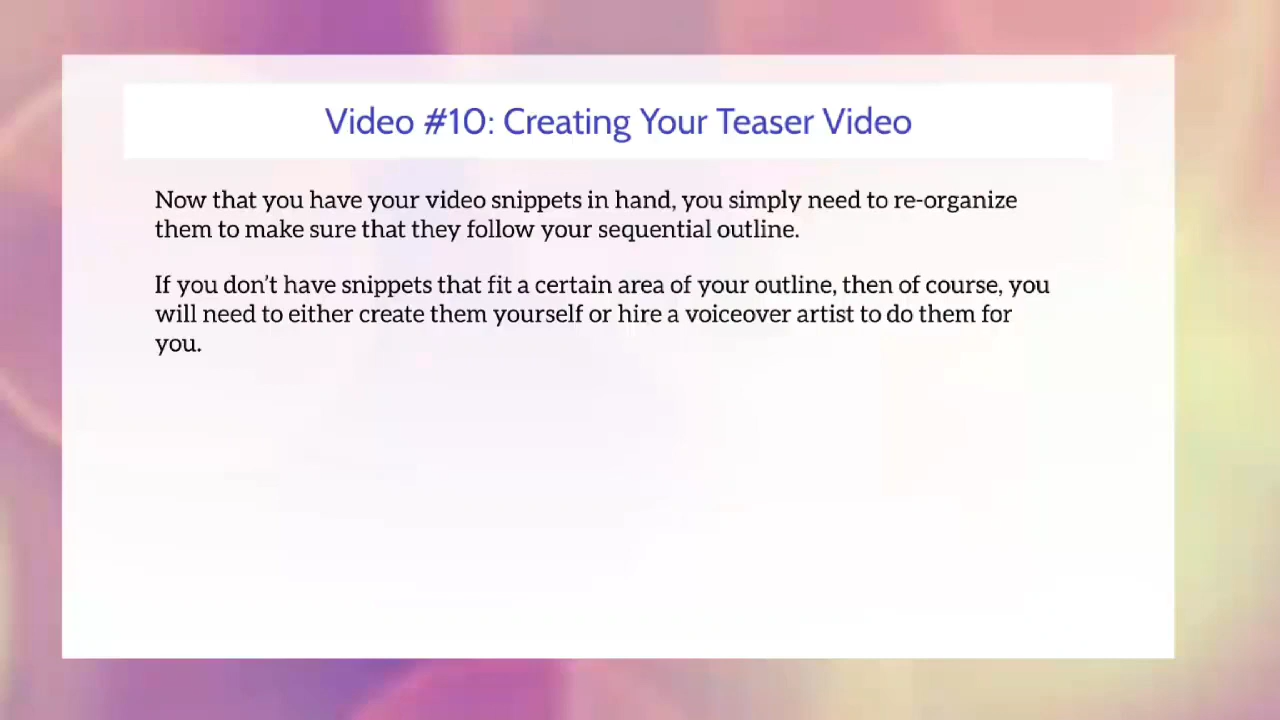 Video #10: Creating Your Teaser Video
Now that you have your video snippets in hand, you simply need to re-organize
them to make sure that they follow your sequential outline.
If you don’t have snippets that fit a certain area of your outline, then of course, you
will need to either create them yourself or hire a voiceover artist to do them for
you.